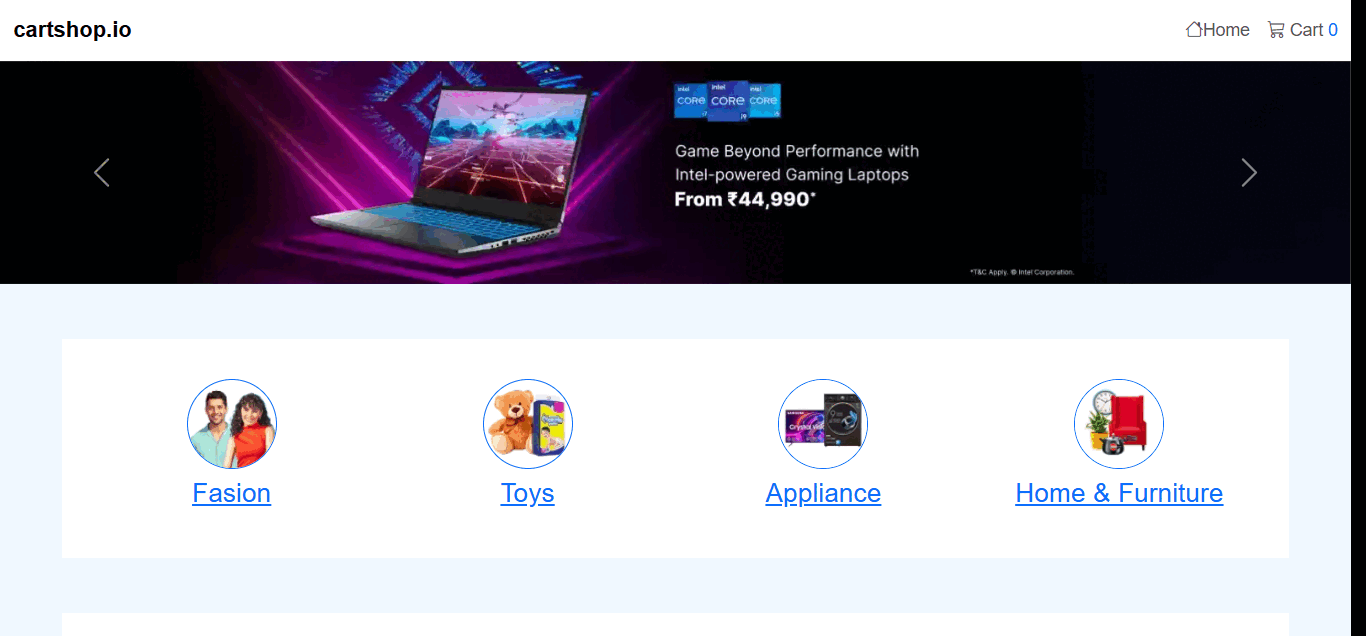 cartshop.io
Home Cart 0
intel intel intel
CORE CORE CORE
i7 i9 i5
Game Beyond Performance with
Intel-powered Gaming Laptops
From ₹44,990*
*T&C Apply. © Intel Corporation.
Fasion Toys Appliance Home & Furniture